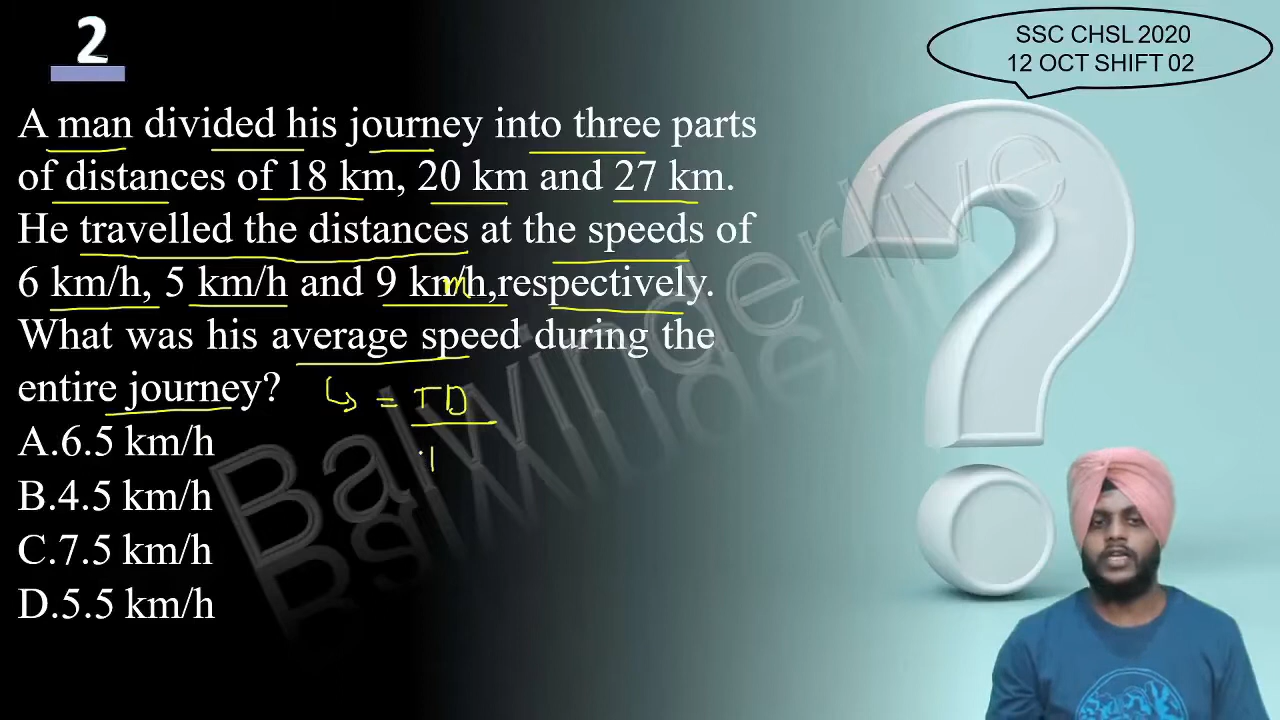 2
SSC CHSL 2020
12 OCT SHIFT 02
A man divided his journey into three parts
of distances of 18 km, 20 km and 27 km.
He travelled the distances at the speeds of
6 km/h, 5 km/h and 9 km/h,respectively.
What was his average speed during the
entire journey?
= TD
A.6.5 km/h
B.4.5 km/h
C.7.5 km/h
D.5.5 km/h
Balwinderlive